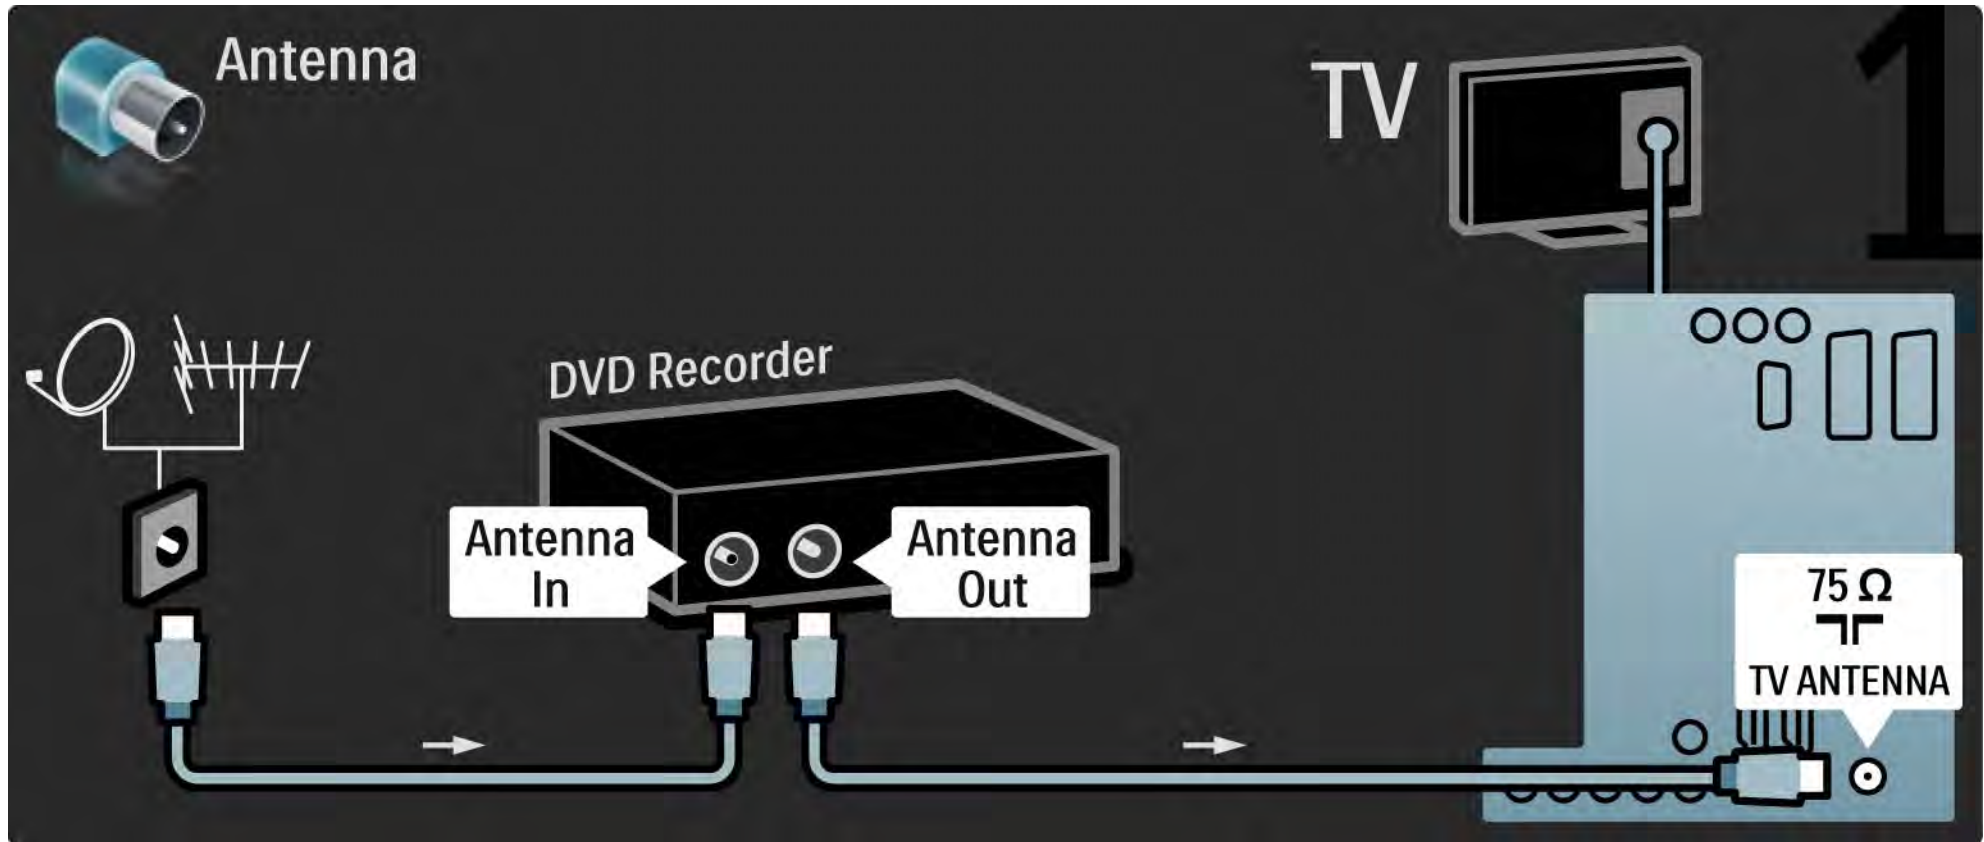 Antenna
TV
1
DVD Recorder
Antenna
In
Antenna
Out
75 Ω
TV ANTENNA